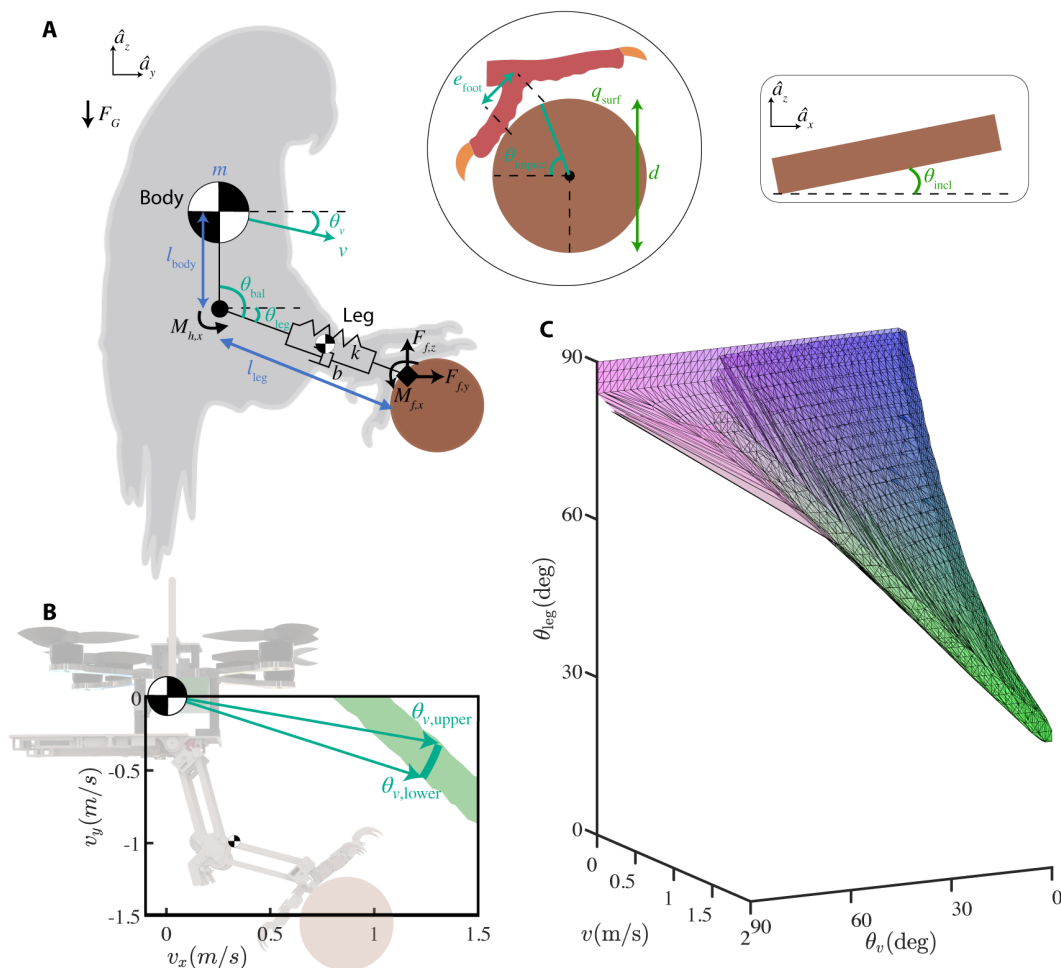 A
â_z
â_y
F_G
m
Body
l_body
θ_v
v
θ_bal
θ_leg
Leg
M_h,x
k
b
l_leg
F_f,z
F_f,y
M_f,x
e_foot
q_surf
d
â_z
â_x
θ_incl
B
0
-0.5
-1
-1.5
v_y(m/s)
θ_v,upper
θ_v,lower
0
0.5
1
1.5
v_x(m/s)
C
90
60
30
0
θ_leg(deg)
0
0.5
1
1.5
2
v(m/s)
90
60
30
0
θ_v(deg)